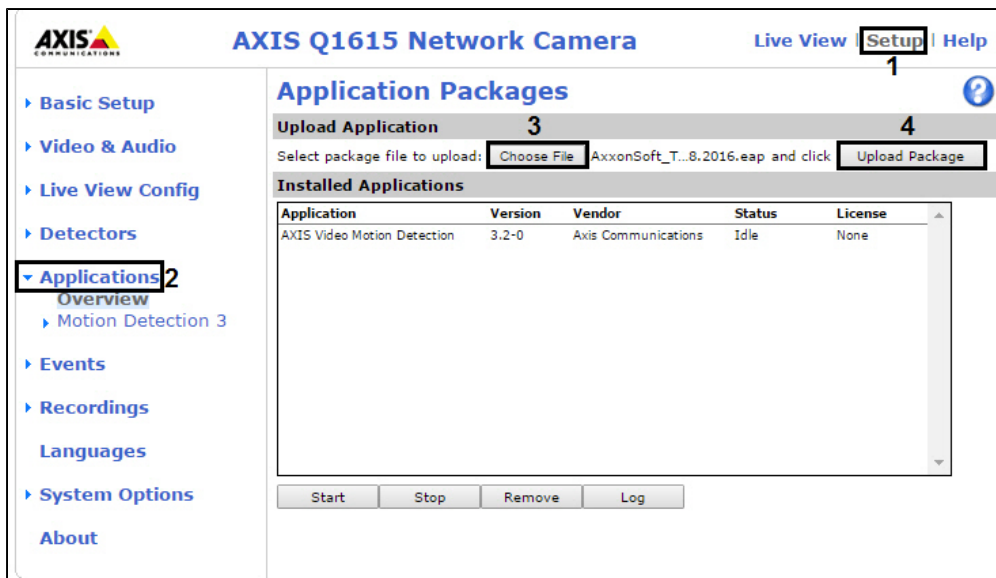 AXIS
COMMUNICATIONS
AXIS Q1615 Network Camera
Live View | Setup | Help
1
Basic Setup
Video & Audio
Live View Config
Detectors
Applications 2
Overview
Motion Detection 3
Events
Recordings
Languages
System Options
About
Application Packages
?
Upload Application 3 4
Select package file to upload: Choose File AxxonSoft_T...8.2016.eap and click Upload Package
Installed Applications
Application Version Vendor Status License
AXIS Video Motion Detection 3.2-0 Axis Communications Idle None
Start Stop Remove Log